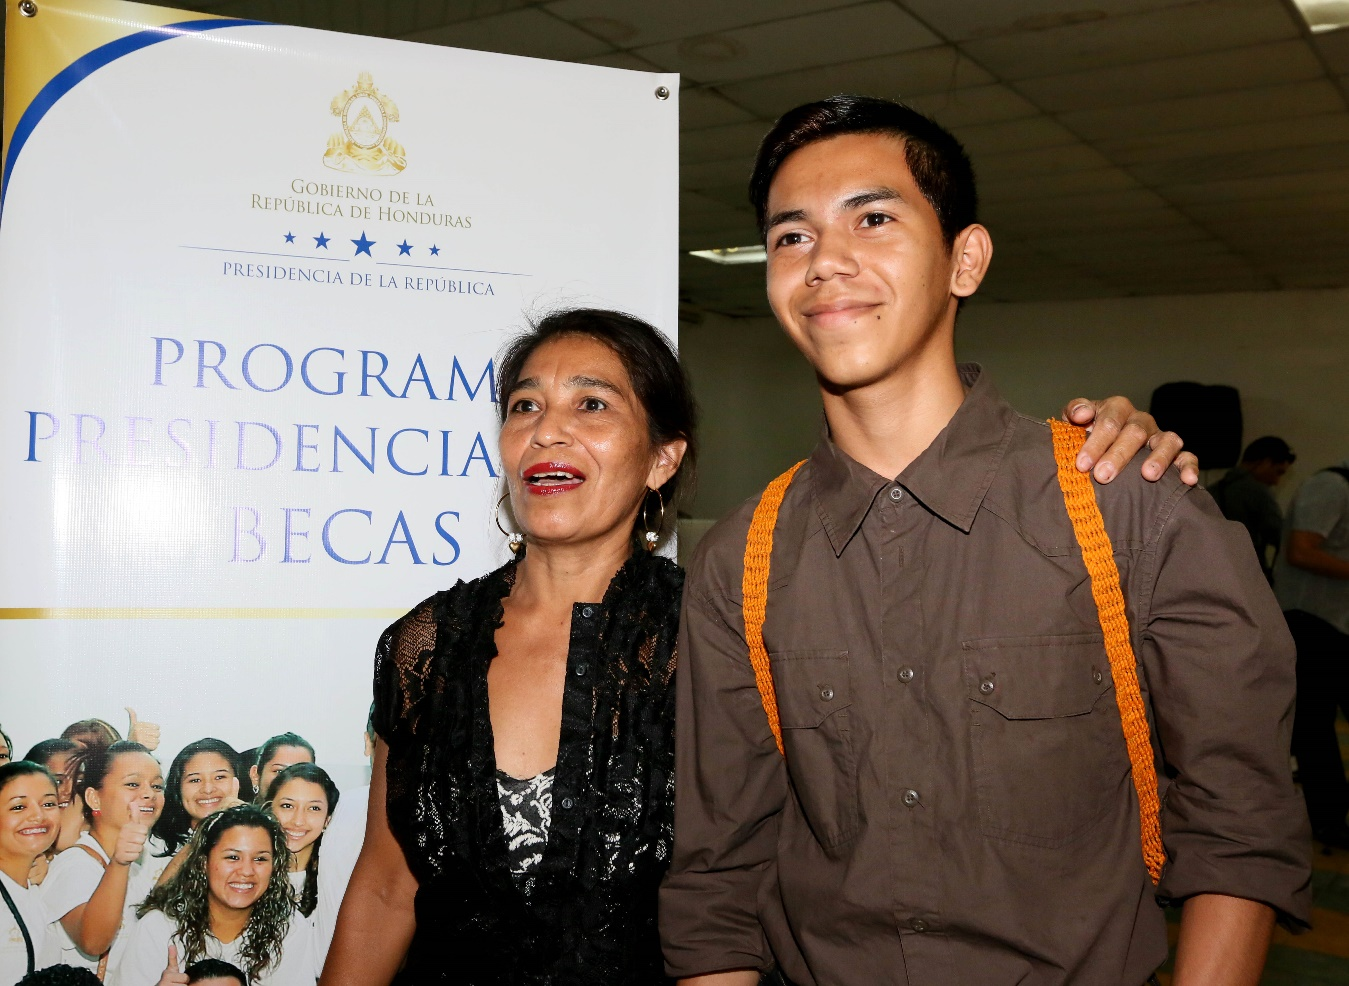 GOBIERNO DE LA
REPÚBLICA DE HONDURAS
PRESIDENCIA DE LA REPÚBLICA
PROGRAM
PRESIDENCIA
BECAS